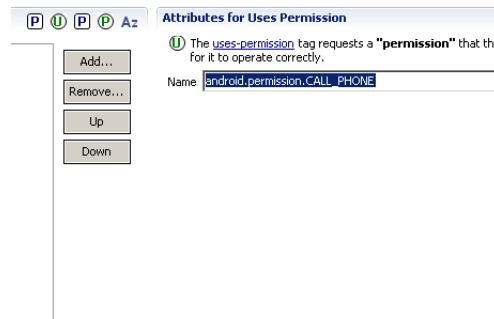 P U P P Az
Attributes for Uses Permission
U The uses-permission tag requests a "permission" that th
for it to operate correctly.
Add...
Name android.permission.CALL_PHONE
Remove...
Up
Down